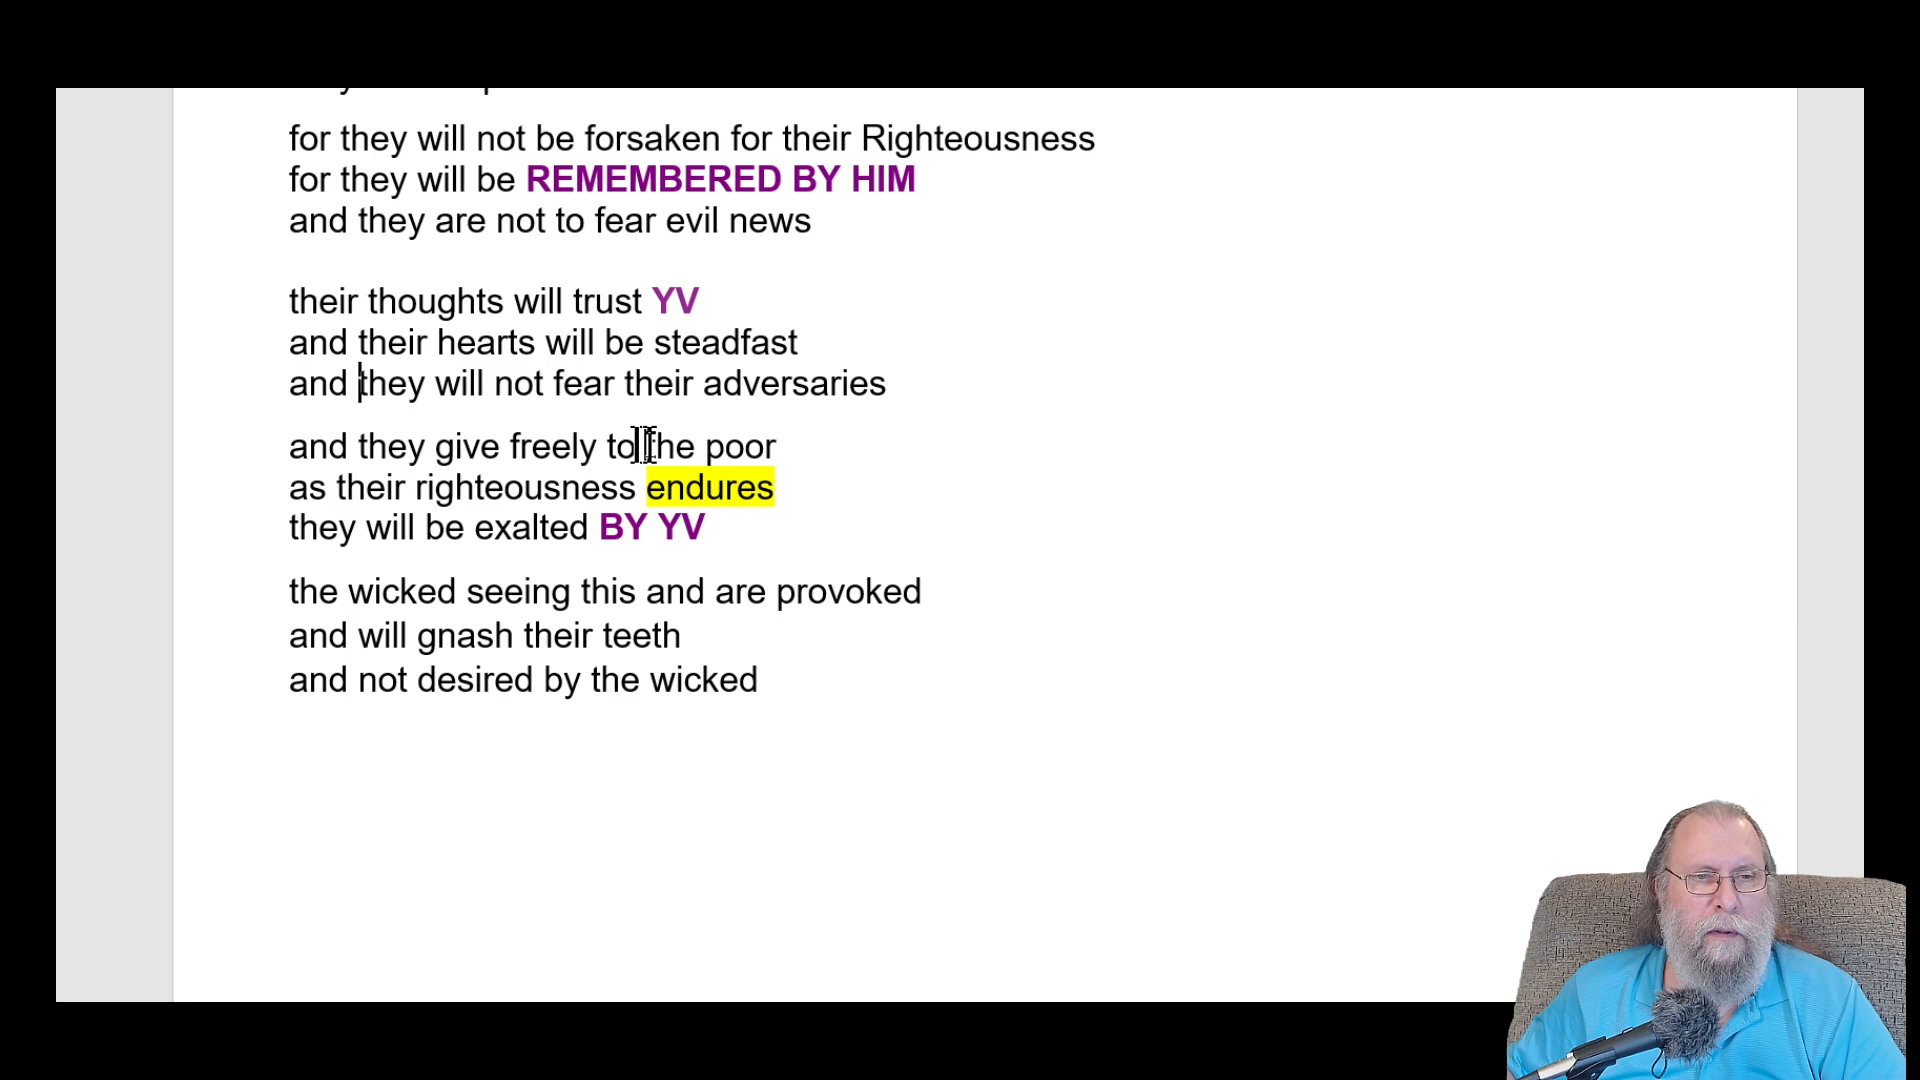 for they will not be forsaken for their Righteousness
for they will be REMEMBERED BY HIM
and they are not to fear evil news
their thoughts will trust YV
and their hearts will be steadfast
and they will not fear their adversaries
and they give freely to the poor
as their righteousness endures
they will be exalted BY YV
the wicked seeing this and are provoked
and will gnash their teeth
and not desired by the wicked